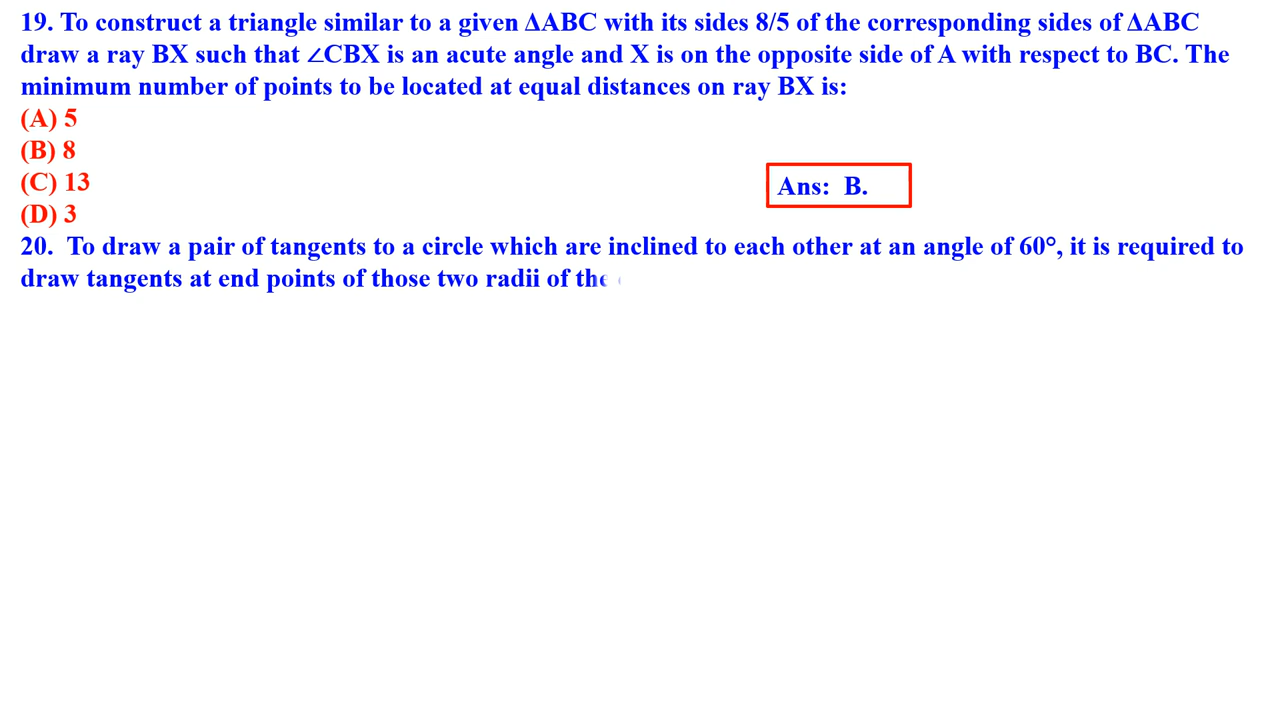 19. To construct a triangle similar to a given ΔABC with its sides 8/5 of the corresponding sides of ΔABC
draw a ray BX such that ∠CBX is an acute angle and X is on the opposite side of A with respect to BC. The
minimum number of points to be located at equal distances on ray BX is:
(A) 5
(B) 8
(C) 13
Ans:  B.
(D) 3
20.  To draw a pair of tangents to a circle which are inclined to each other at an angle of 60°, it is required to
draw tangents at end points of those two radii of the